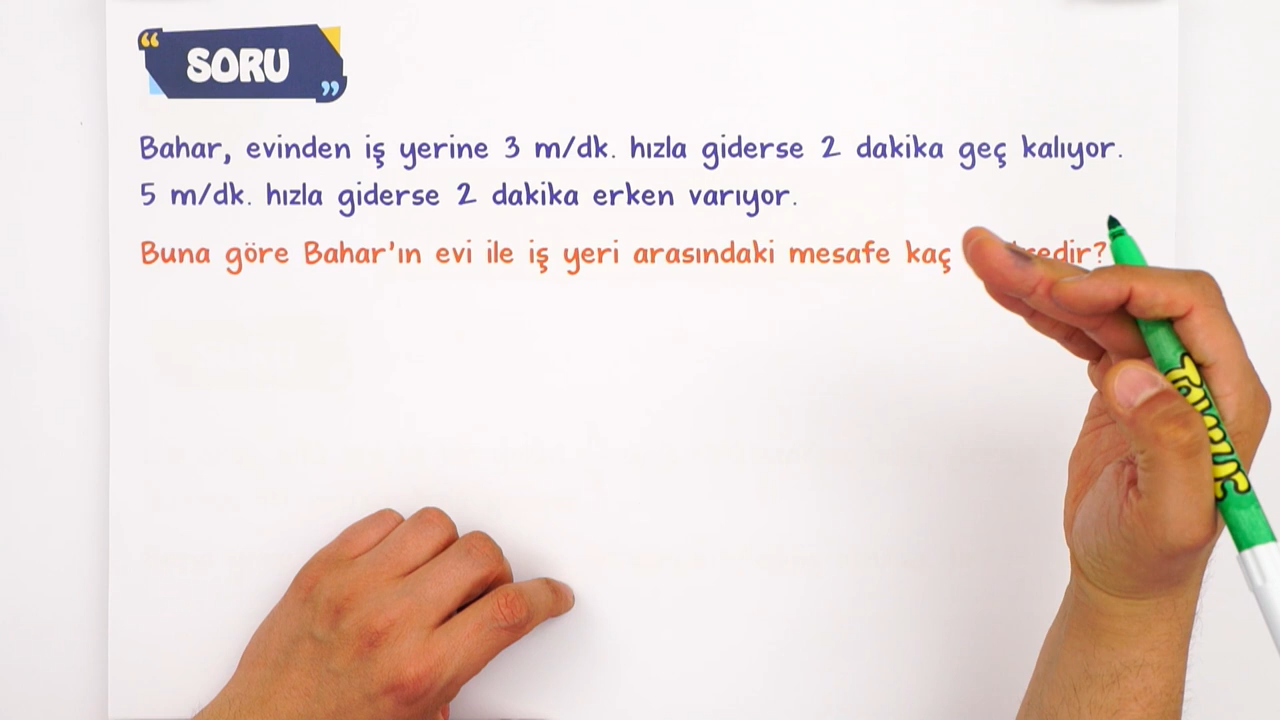 SORU
Bahar, evinden iş yerine 3 m/dk. hızla giderse 2 dakika geç kalıyor.
5 m/dk. hızla giderse 2 dakika erken varıyor.
Buna göre Bahar'ın evi ile iş yeri arasındaki mesafe kaç